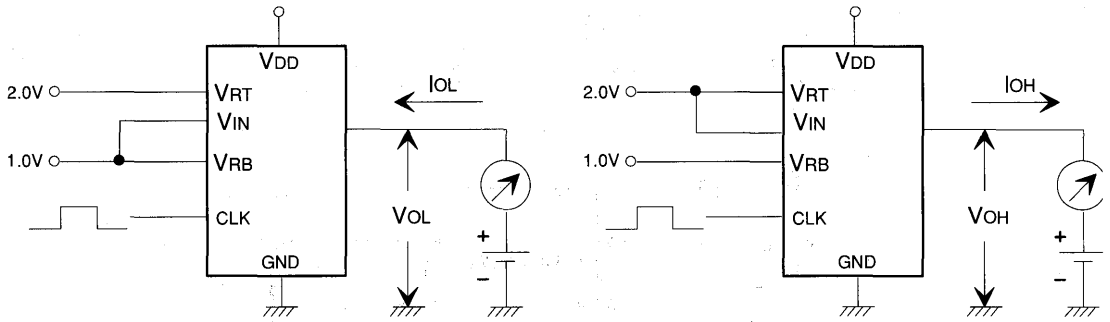 VDD
2.0V
VRT
VIN
1.0V
VRB
CLK
GND
IOL
VOL
+
−
VDD
2.0V
VRT
VIN
1.0V
VRB
CLK
GND
IOH
VOH
+
−